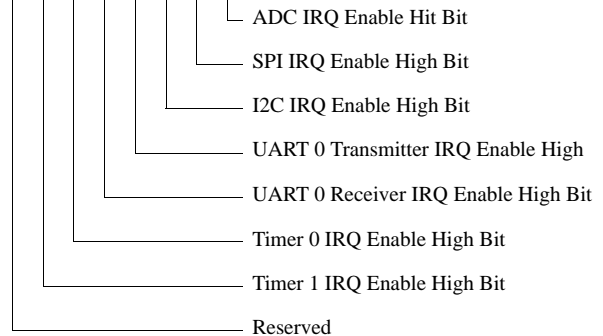 ADC IRQ Enable Hit Bit
SPI IRQ Enable High Bit
I2C IRQ Enable High Bit
UART 0 Transmitter IRQ Enable High
UART 0 Receiver IRQ Enable High Bit
Timer 0 IRQ Enable High Bit
Timer 1 IRQ Enable High Bit
Reserved